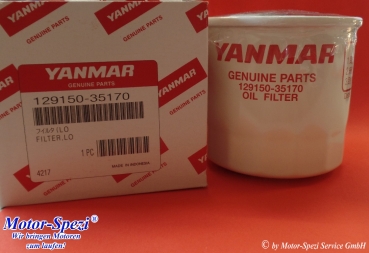 YANMAR
GENUINE PARTS
YANMAR
129150-35170
FILTER,LO
1 PC
4217
YANMAR
GENUINE PARTS
129150-35170
OIL FILTER
Motor-Spezi®
Wir bringen Motoren
zum laufen!
© by Motor-Spezi Service GmbH